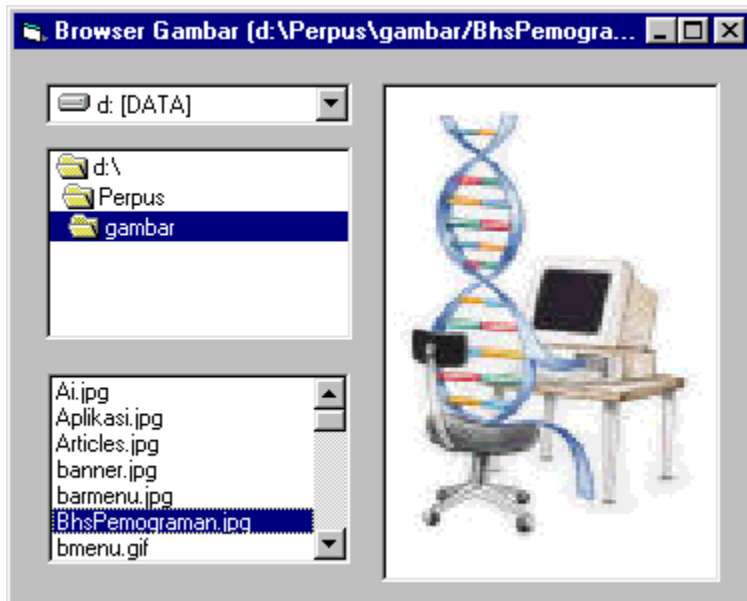 Browser Gambar (d:\Perpus\gambar/BhsPemogra...
d: [DATA]
d:\
Perpus
gambar
Ai.jpg
Aplikasi.jpg
Articles.jpg
banner.jpg
barmenu.jpg
BhsPemograman.jpg
bmenu.gif